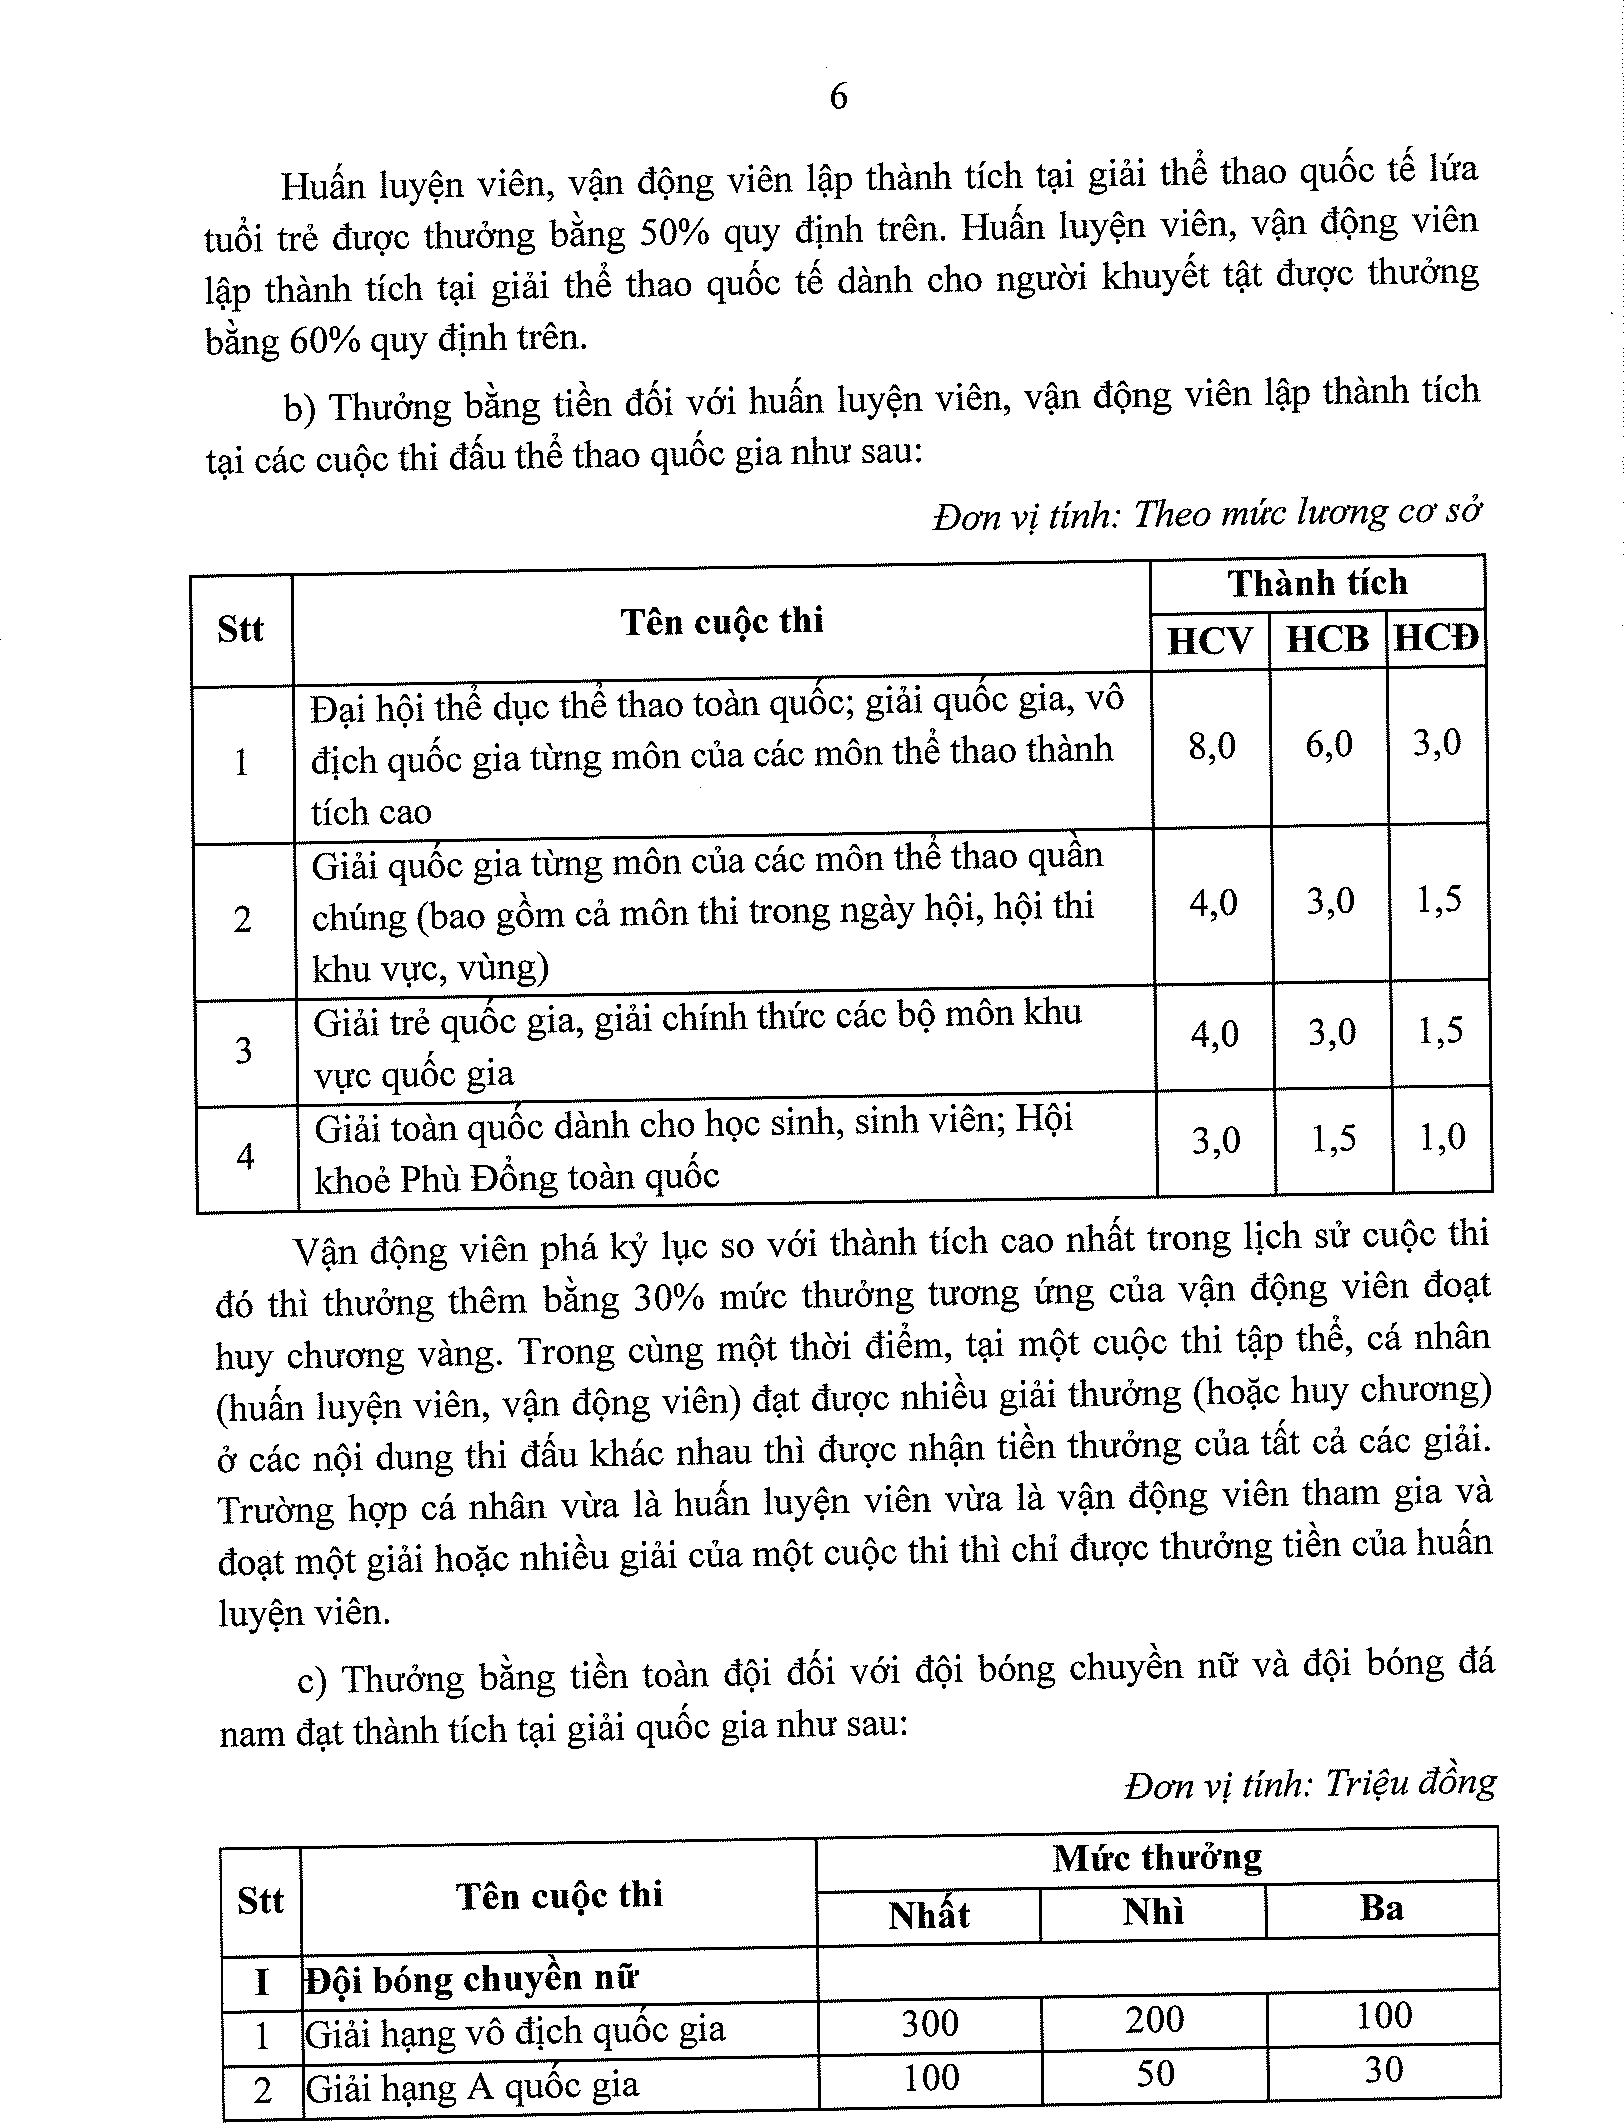 6
Huấn luyện viên, vận động viên lập thành tích tại giải thể thao quốc tế lứa
tuổi trẻ được thưởng bằng 50% quy định trên. Huấn luyện viên, vận động viên
lập thành tích tại giải thể thao quốc tế dành cho người khuyết tật được thưởng
bằng 60% quy định trên.
b) Thưởng bằng tiền đối với huấn luyện viên, vận động viên lập thành tích
tại các cuộc thi đấu thể thao quốc gia như sau:
Đơn vị tính: Theo mức lương cơ sở
Stt Tên cuộc thi Thành tích
HCV HCB HCĐ
Đại hội thể dục thể thao toàn quốc; giải quốc gia, vô
1 địch quốc gia từng môn của các môn thể thao thành 8,0 6,0 3,0
tích cao
Giải quốc gia từng môn của các môn thể thao quần
2 chúng (bao gồm cả môn thi trong ngày hội, hội thi 4,0 3,0 1,5
khu vực, vùng)
3 Giải trẻ quốc gia, giải chính thức các bộ môn khu 4,0 3,0 1,5
vực quốc gia
4 Giải toàn quốc dành cho học sinh, sinh viên; Hội 3,0 1,5 1,0
khoẻ Phù Đổng toàn quốc
Vận động viên phá kỷ lục so với thành tích cao nhất trong lịch sử cuộc thi
đó thì thưởng thêm bằng 30% mức thưởng tương ứng của vận động viên đoạt
huy chương vàng. Trong cùng một thời điểm, tại một cuộc thi tập thể, cá nhân
(huấn luyện viên, vận động viên) đạt được nhiều giải thưởng (hoặc huy chương)
ở các nội dung thi đấu khác nhau thì được nhận tiền thưởng của tất cả các giải.
Trường hợp cá nhân vừa là huấn luyện viên vừa là vận động viên tham gia và
đoạt một giải hoặc nhiều giải của một cuộc thi thì chỉ được thưởng tiền của huấn
luyện viên.
c) Thưởng bằng tiền toàn đội đối với đội bóng chuyền nữ và đội bóng đá
nam đạt thành tích tại giải quốc gia như sau:
Đơn vị tính: Triệu đồng
Stt Tên cuộc thi Mức thưởng
Nhất Nhì Ba
I Đội bóng chuyền nữ
1 Giải hạng vô địch quốc gia 300 200 100
2 Giải hạng A quốc gia 100 50 30